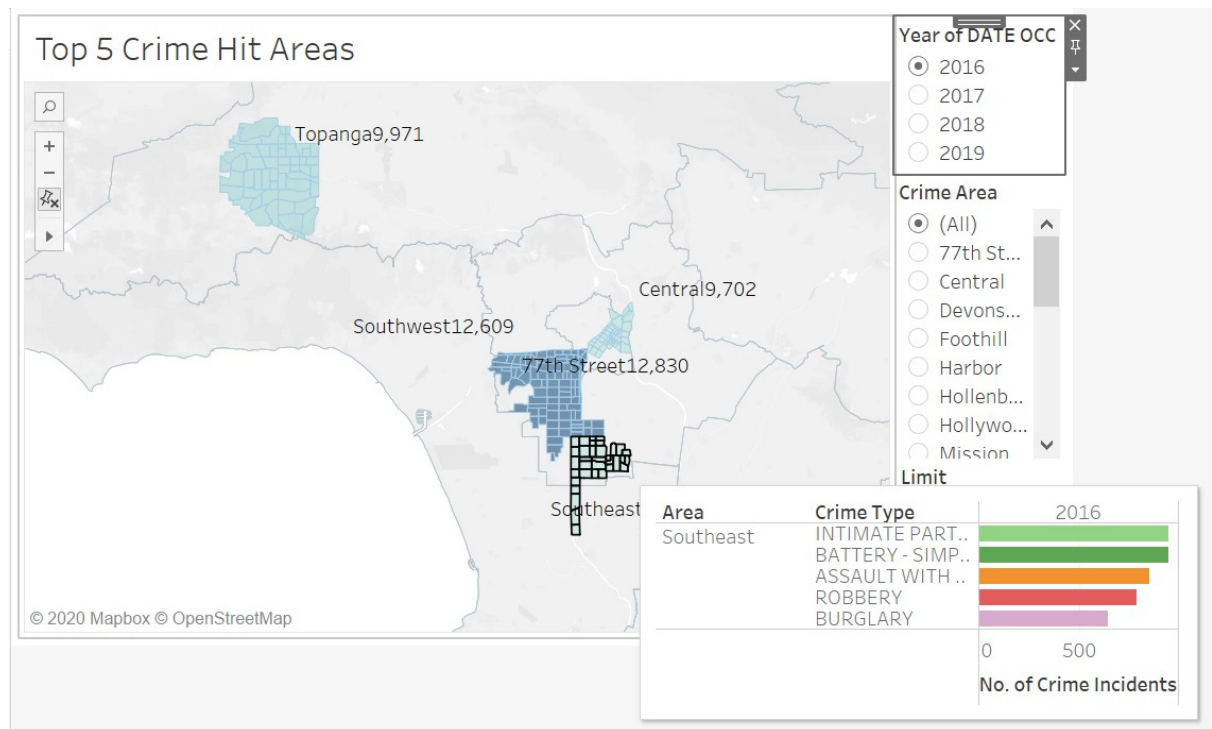 Top 5 Crime Hit Areas
Topanga9,971
Central9,702
Southwest12,609
77th Street12,830
Southeast
© 2020 Mapbox © OpenStreetMap
Year of DATE OCC
2016
2017
2018
2019
Crime Area
(All)
77th St...
Central
Devons...
Foothill
Harbor
Hollenb...
Hollywo...
Mission
Limit
Area Crime Type 2016
Southeast INTIMATE PART..
BATTERY - SIMP..
ASSAULT WITH ..
ROBBERY
BURGLARY
0 500
No. of Crime Incidents